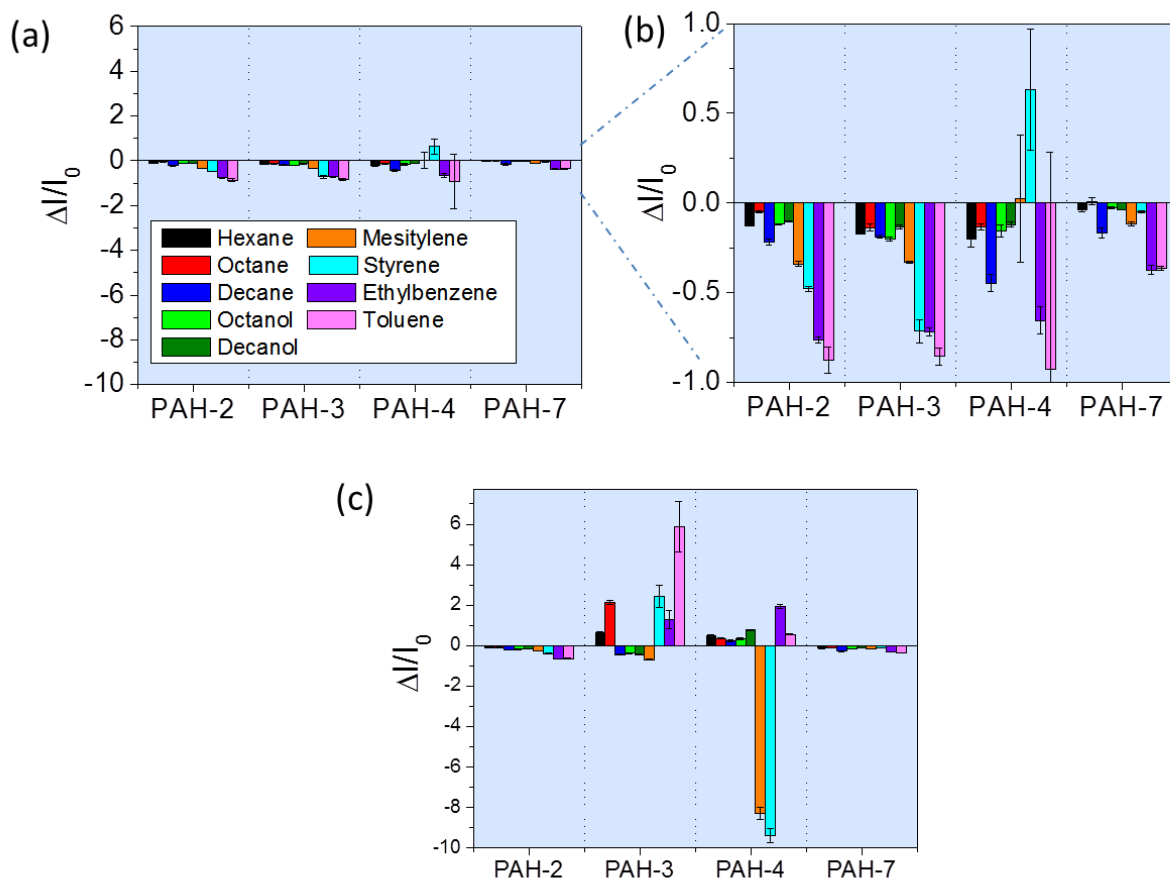 (a)
6
4
2
0
-2
-4
-6
-8
-10
ΔI/I0
Hexane
Octane
Decane
Octanol
Decanol
Mesitylene
Styrene
Ethylbenzene
Toluene
PAH-2 PAH-3 PAH-4 PAH-7
(b)
1.0
0.5
0.0
-0.5
-1.0
ΔI/I0
PAH-2 PAH-3 PAH-4 PAH-7
(c)
6
4
2
0
-2
-4
-6
-8
-10
ΔI/I0
PAH-2 PAH-3 PAH-4 PAH-7